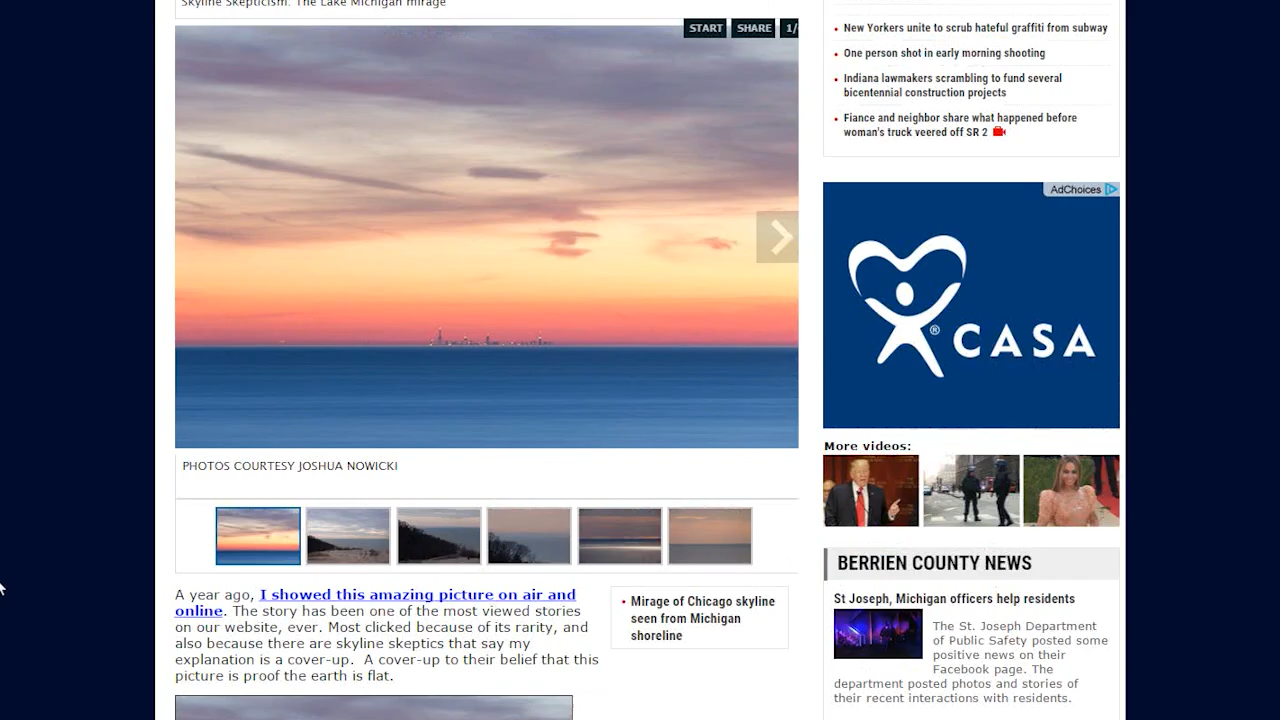 Skyline Skepticism: The Lake Michigan mirage
START SHARE 1/
PHOTOS COURTESY JOSHUA NOWICKI
A year ago, I showed this amazing picture on air and
online. The story has been one of the most viewed stories
on our website, ever. Most clicked because of its rarity, and
also because there are skyline skeptics that say my
explanation is a cover-up. A cover-up to their belief that this
picture is proof the earth is flat.
Mirage of Chicago skyline
seen from Michigan
shoreline
New Yorkers unite to scrub hateful graffiti from subway
One person shot in early morning shooting
Indiana lawmakers scrambling to fund several
bicentennial construction projects
Fiance and neighbor share what happened before
woman's truck veered off SR 2
AdChoices
® CASA
More videos:
BERRIEN COUNTY NEWS
St Joseph, Michigan officers help residents
The St. Joseph Department
of Public Safety posted some
positive news on their
Facebook page. The
department posted photos and stories of
their recent interactions with residents.